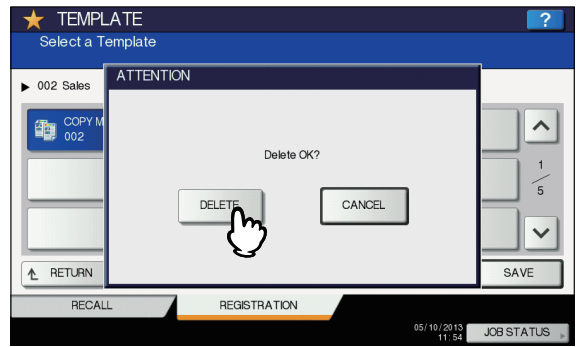 TEMPLATE
?
Select a Template
002 Sales
ATTENTION
COPY M
002
Delete OK?
1
5
DELETE
CANCEL
RETURN
SAVE
RECALL
REGISTRATION
05/10/2013
11:54
JOB STATUS